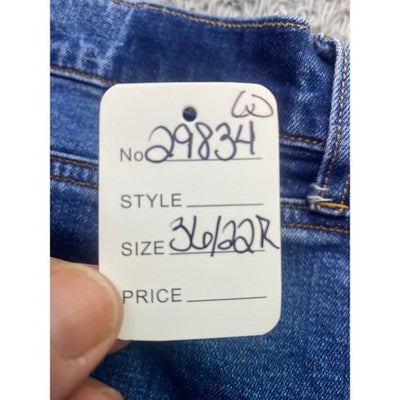 W
No 29834
STYLE
SIZE 36/22R
PRICE